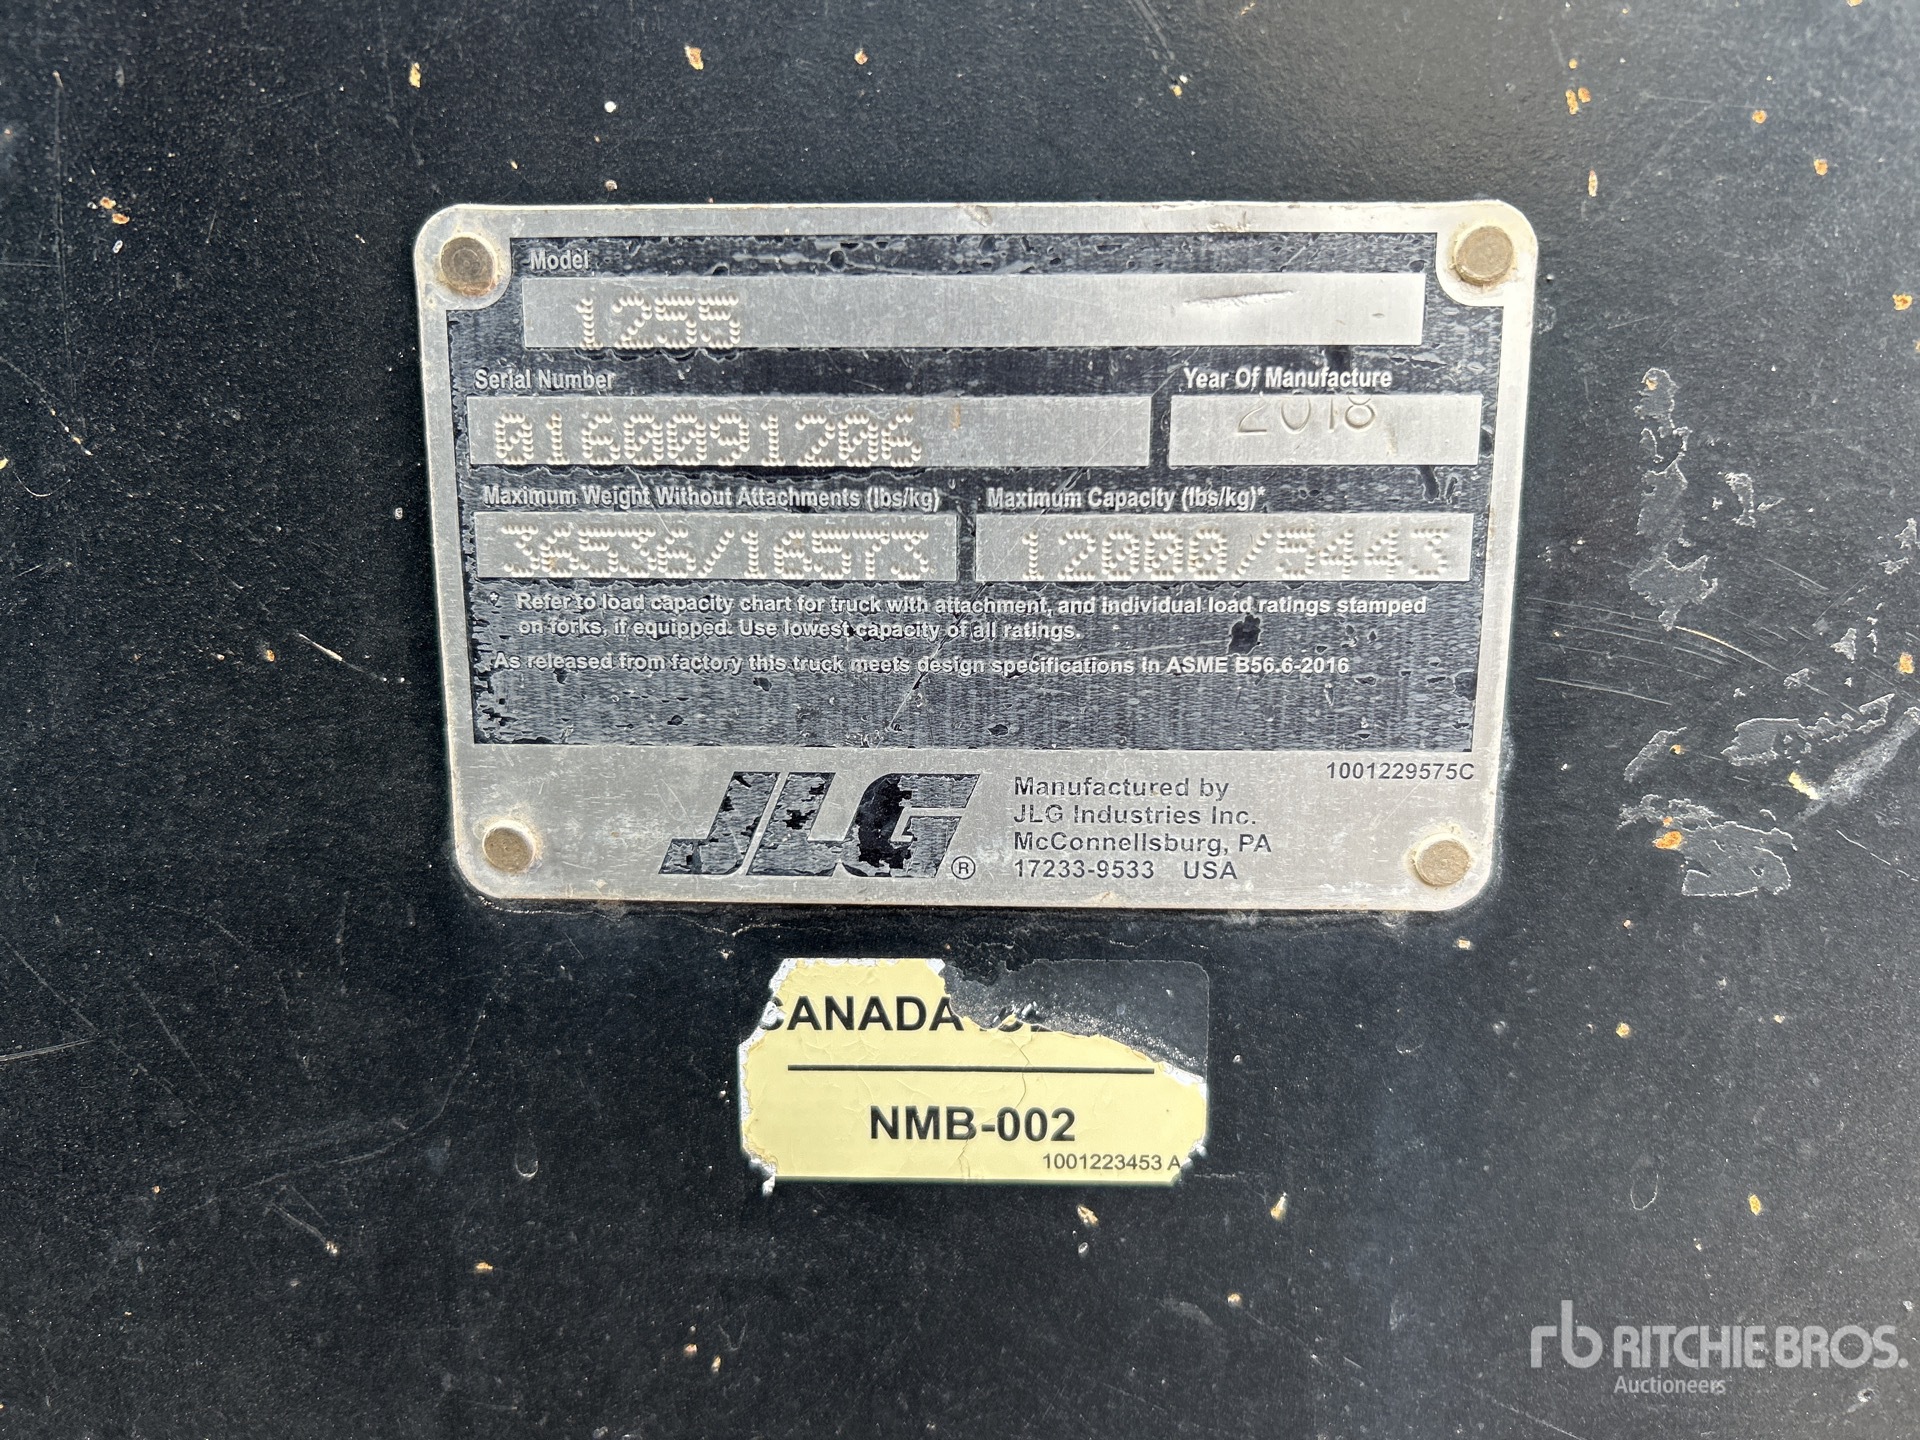 Model
1255
Serial Number
Year Of Manufacture
0160091206
2018
Maximum Weight Without Attachments (lbs/kg)
Maximum Capacity (lbs/kg)*
36536/16573
12000/5443
* Refer to load capacity chart for truck with attachment, and individual load ratings stamped
on forks, if equipped. Use lowest capacity of all ratings.
As released from factory this truck meets design specifications in ASME B56.6-2016
1001229575C
JLG®
Manufactured by
JLG Industries Inc.
McConnellsburg, PA
17233-9533 USA
CANADA
NMB-002
1001223453 A
rb RITCHIE BROS.
Auctioneers